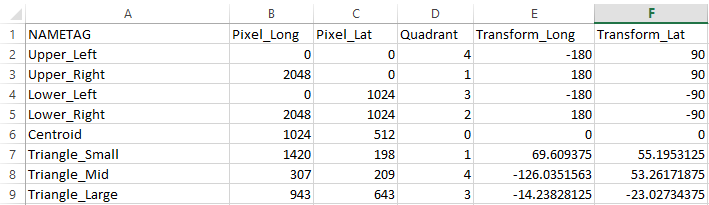 A B C D E F
1 NAMETAG Pixel_Long Pixel_Lat Quadrant Transform_Long Transform_Lat
2 Upper_Left 0 0 4 -180 90
3 Upper_Right 2048 0 1 180 90
4 Lower_Left 0 1024 3 -180 -90
5 Lower_Right 2048 1024 2 180 -90
6 Centroid 1024 512 0 0 0
7 Triangle_Small 1420 198 1 69.609375 55.1953125
8 Triangle_Mid 307 209 4 -126.0351563 53.26171875
9 Triangle_Large 943 643 3 -14.23828125 -23.02734375